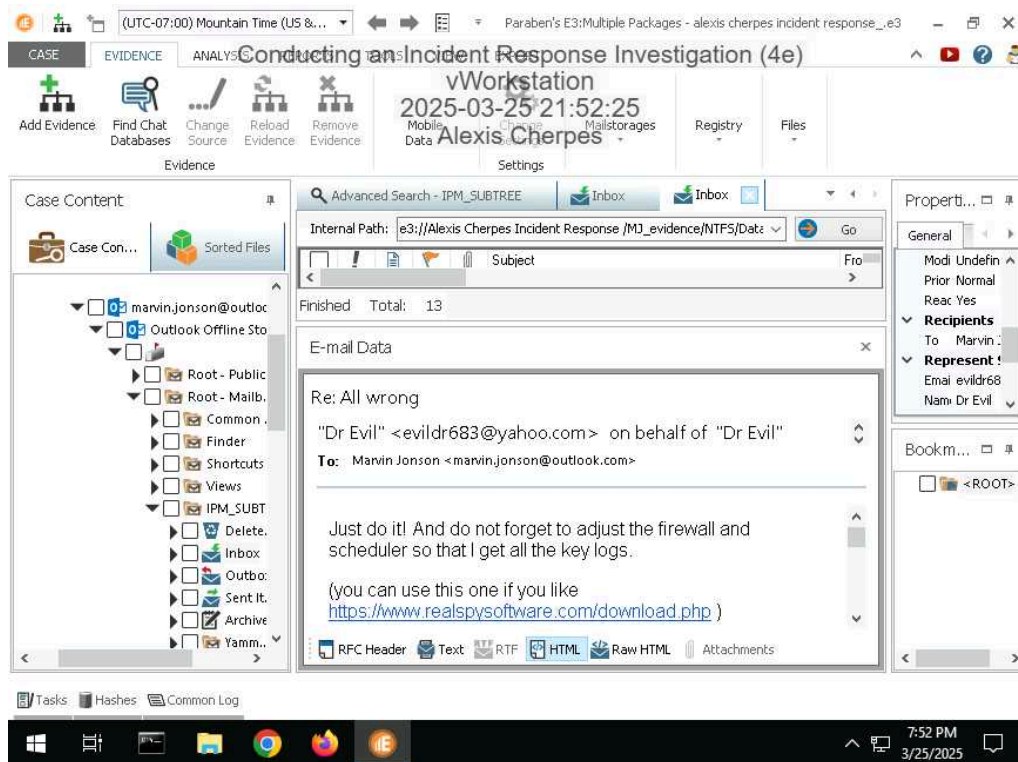 (UTC-07:00) Mountain Time (US &...
Paraben's E3:Multiple Packages - alexis cherpes incident response_.e3
CASE EVIDENCE
Conducting an Incident Response Investigation (4e)
vWorkstation
2025-03-25 21:52:25
Alexis Cherpes
Add Evidence
Find Chat Databases
Change Source
Reload Evidence
Remove Evidence
Mobile Data
Mailstorages
Registry
Files
Evidence
Settings
Case Content
Case Con...
Sorted Files
marvin.jonson@outloo
Outlook Offline Sto
Root - Public
Root - Mailb.
Common .
Finder
Shortcuts
Views
IPM_SUBT
Delete.
Inbox
Outbo:
Sent It.
Archive
Yamm..
Advanced Search - IPM_SUBTREE
Inbox
Inbox
Internal Path: e3://Alexis Cherpes Incident Response /MJ_evidence/NTFS/Data
Go
! Subject Fro
Finished Total: 13
E-mail Data
Re: All wrong
"Dr Evil" <evildr683@yahoo.com> on behalf of "Dr Evil"
To: Marvin Jonson <marvin.jonson@outlook.com>
Just do it! And do not forget to adjust the firewall and
scheduler so that I get all the key logs.
(you can use this one if you like
https://www.realspysoftware.com/download.php )
RFC Header Text RTF HTML Raw HTML Attachments
Properti...
General
Modi Undefin
Prior Normal
Reac Yes
Recipients
To Marvin J
Represent S
Emai evildr68
Nam Dr Evil
Bookm...
<ROOT>
Tasks Hashes Common Log
7:52 PM
3/25/2025